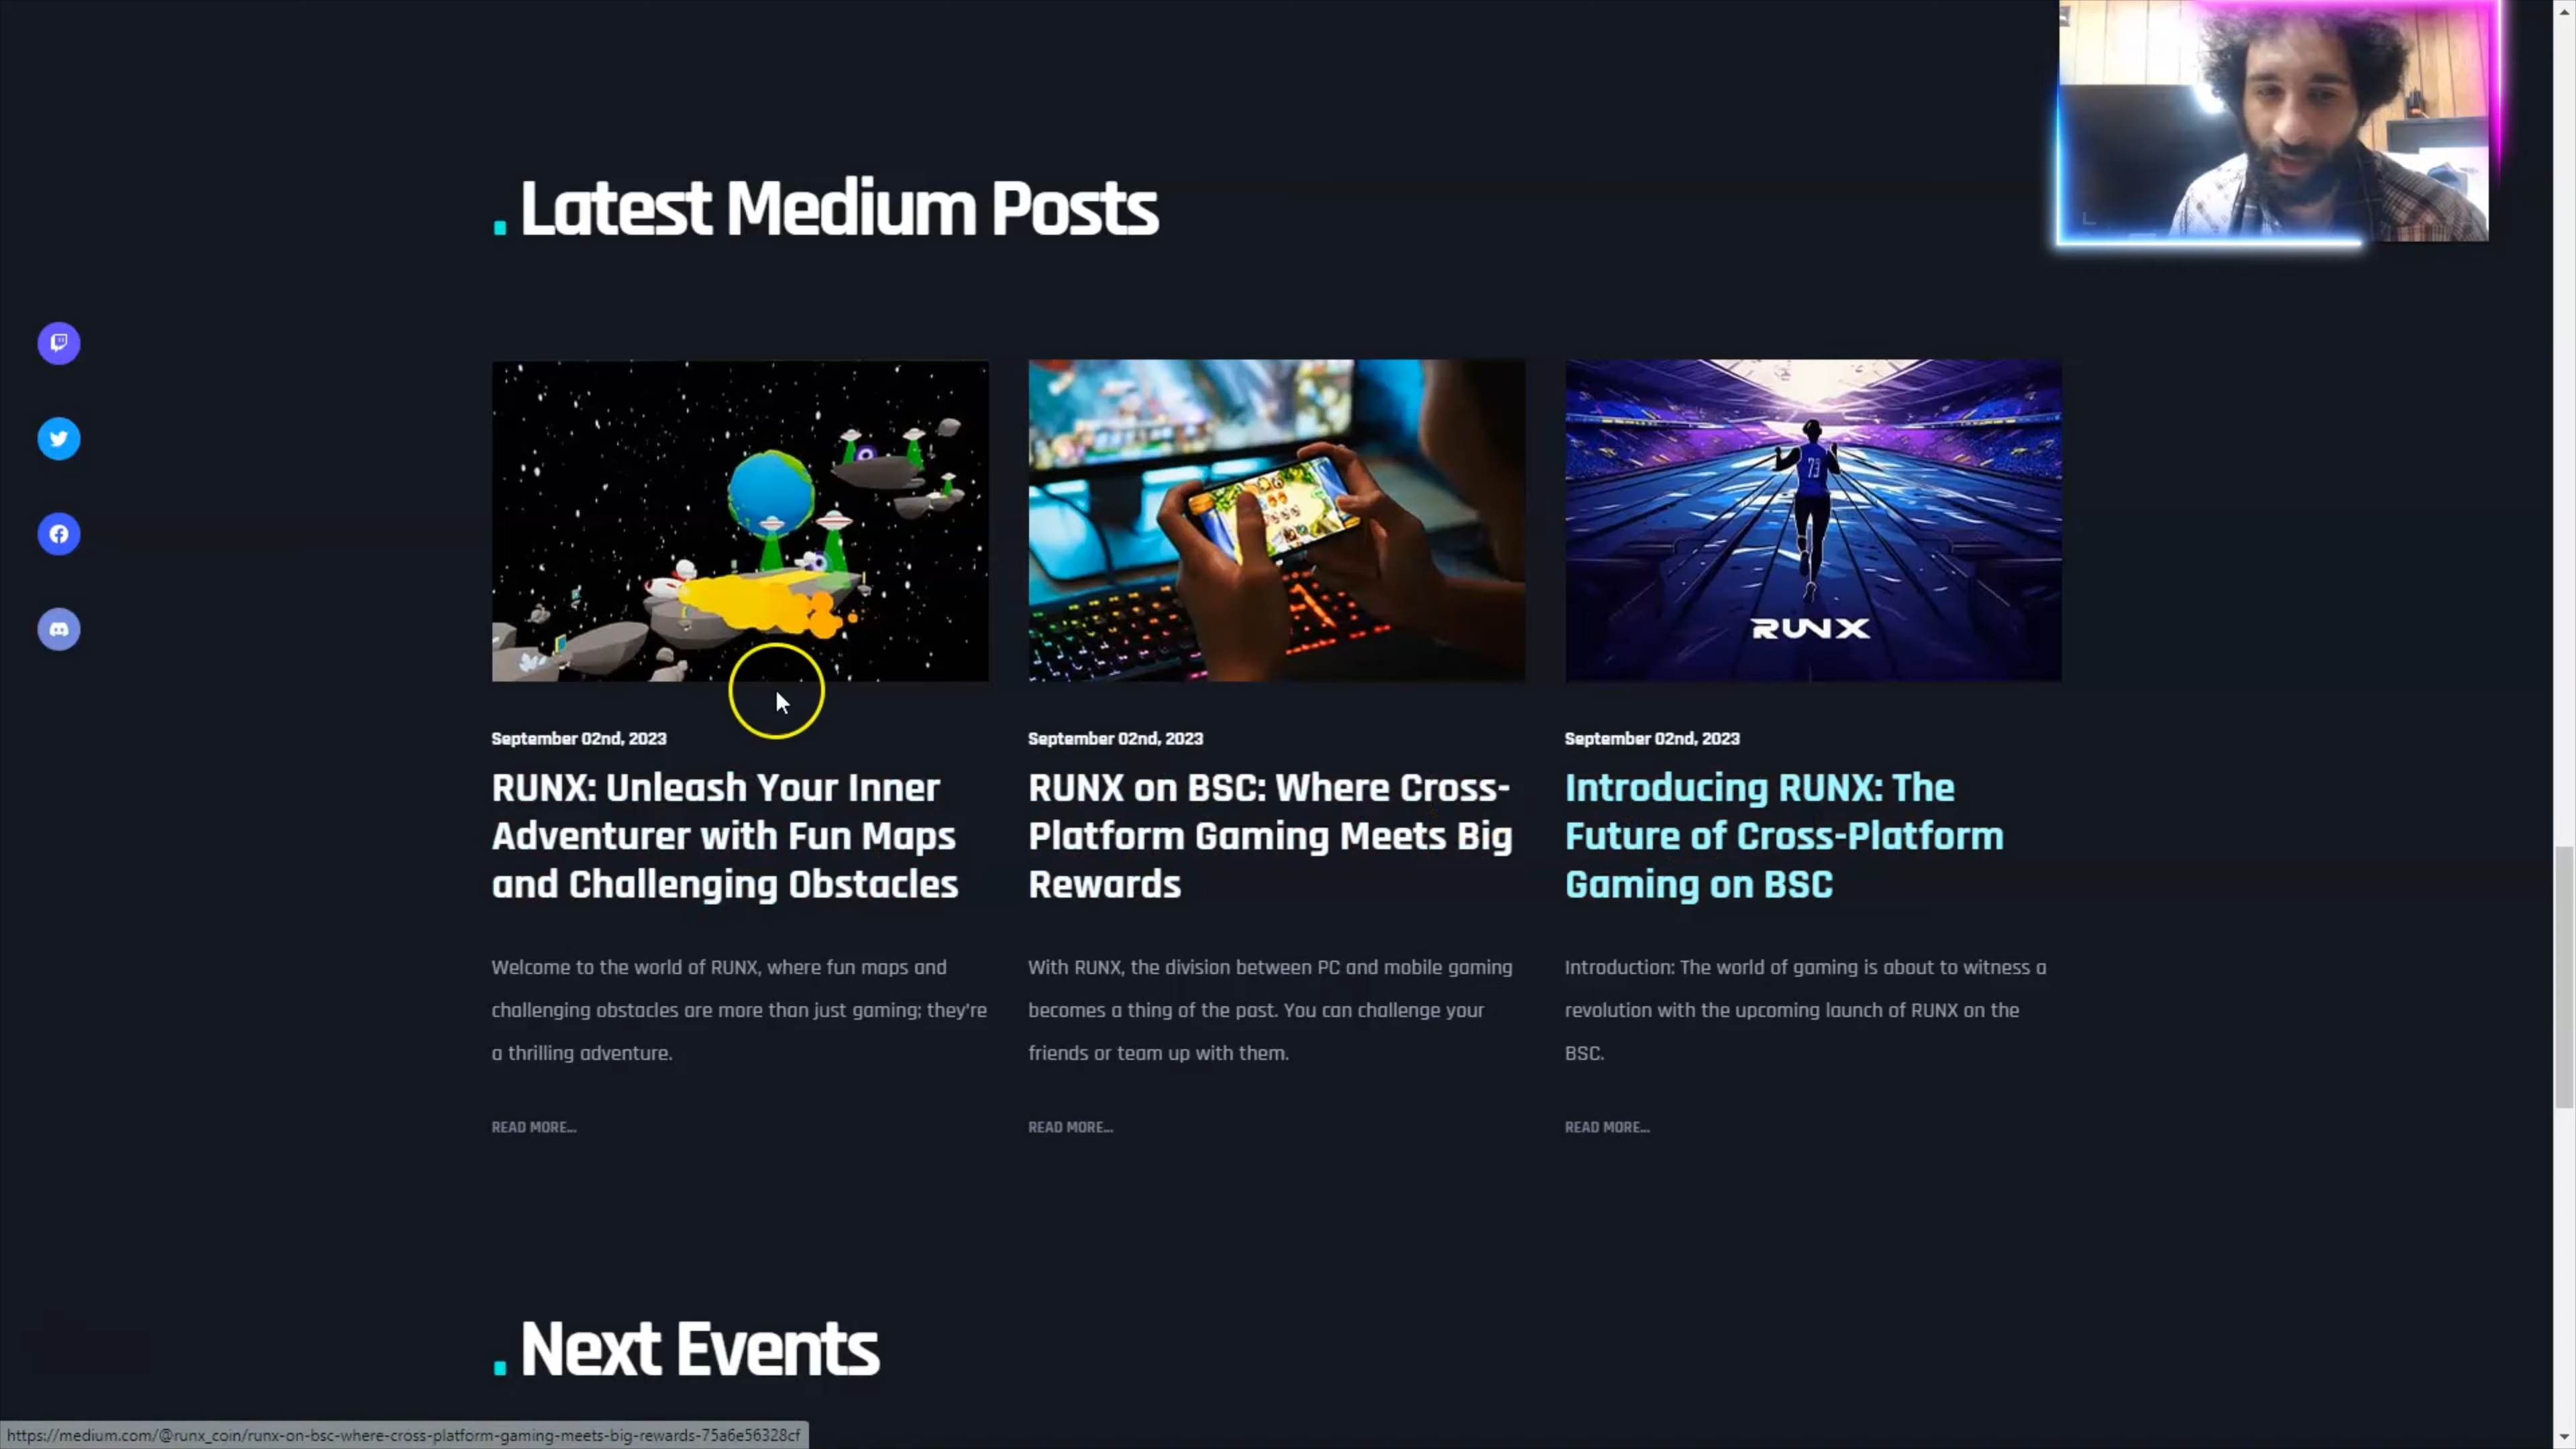 . Latest Medium Posts
73
RUNX
September 02nd, 2023
RUNX: Unleash Your Inner
Adventurer with Fun Maps
and Challenging Obstacles
Welcome to the world of RUNX, where fun maps and
challenging obstacles are more than just gaming; they're
a thrilling adventure.
READ MORE...
September 02nd, 2023
RUNX on BSC: Where Cross-
Platform Gaming Meets Big
Rewards
With RUNX, the division between PC and mobile gaming
becomes a thing of the past. You can challenge your
friends or team up with them.
READ MORE...
September 02nd, 2023
Introducing RUNX: The
Future of Cross-Platform
Gaming on BSC
Introduction: The world of gaming is about to witness a
revolution with the upcoming launch of RUNX on the
BSC.
READ MORE...
. Next Events
https://medium.com/@runx_coin/runx-on-bsc-where-cross-platform-gaming-meets-big-rewards-75a6e56328cf